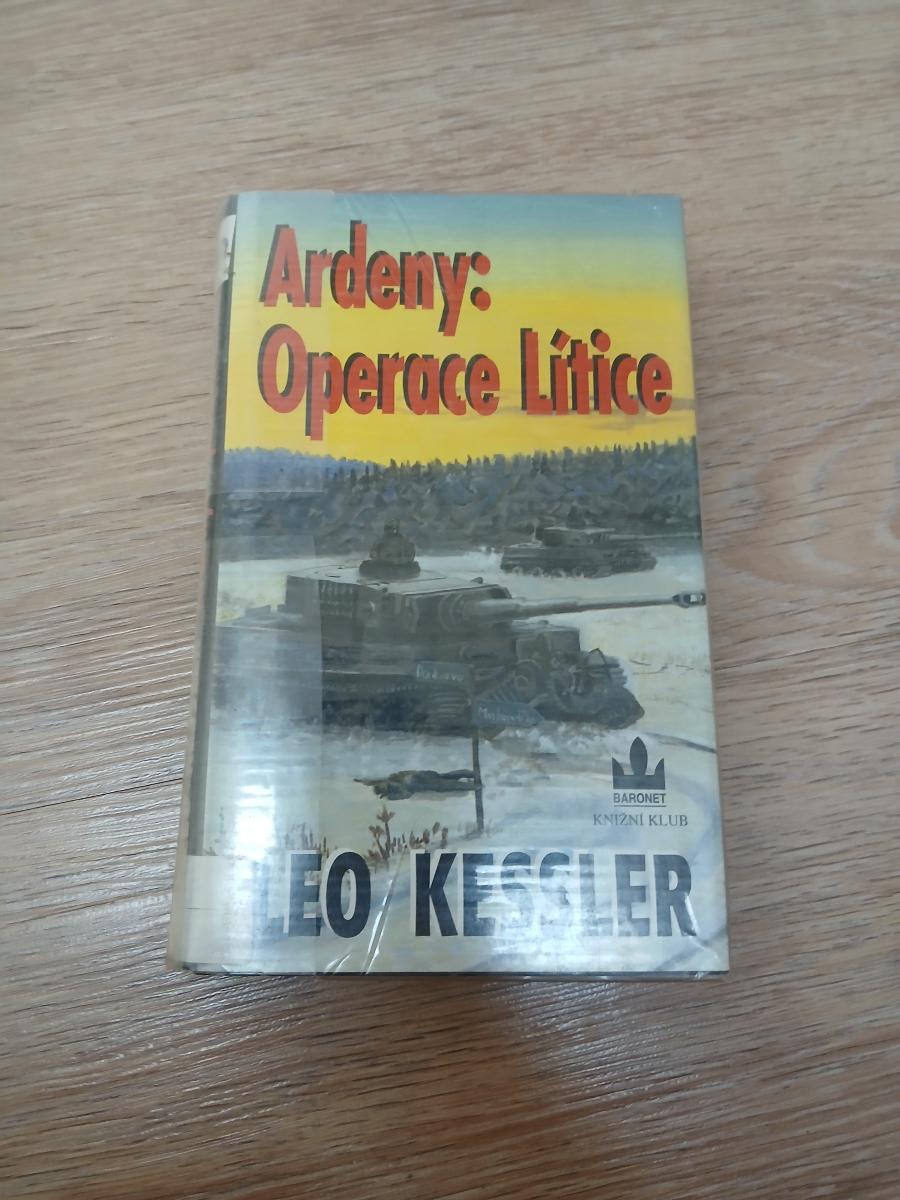 Ardeny:
Operace Lítice
BARONET
KNIŽNÍ KLUB
LEO KESSLER